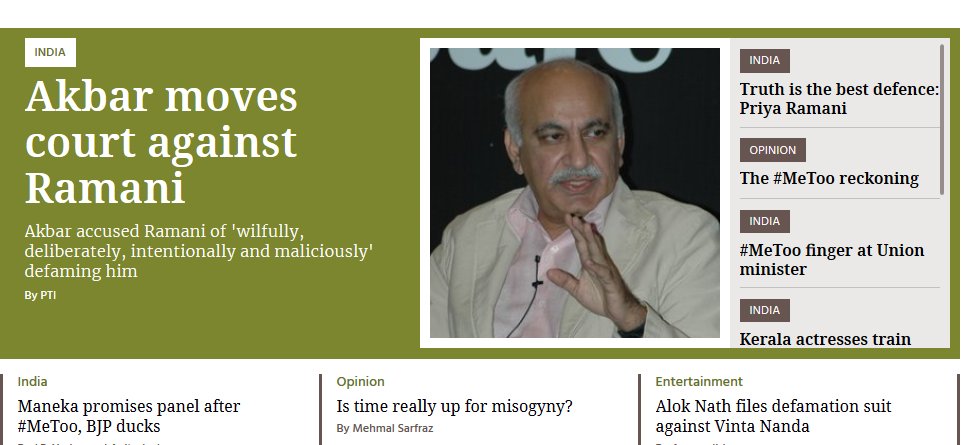 INDIA
Akbar moves
court against
Ramani
Akbar accused Ramani of 'wilfully,
deliberately, intentionally and maliciously'
defaming him
By PTI
INDIA
Truth is the best defence:
Priya Ramani
OPINION
The #MeToo reckoning
INDIA
#MeToo finger at Union
minister
INDIA
Kerala actresses train
India
Maneka promises panel after
#MeToo, BJP ducks
Opinion
Is time really up for misogyny?
By Mehmal Sarfraz
Entertainment
Alok Nath files defamation suit
against Vinta Nanda